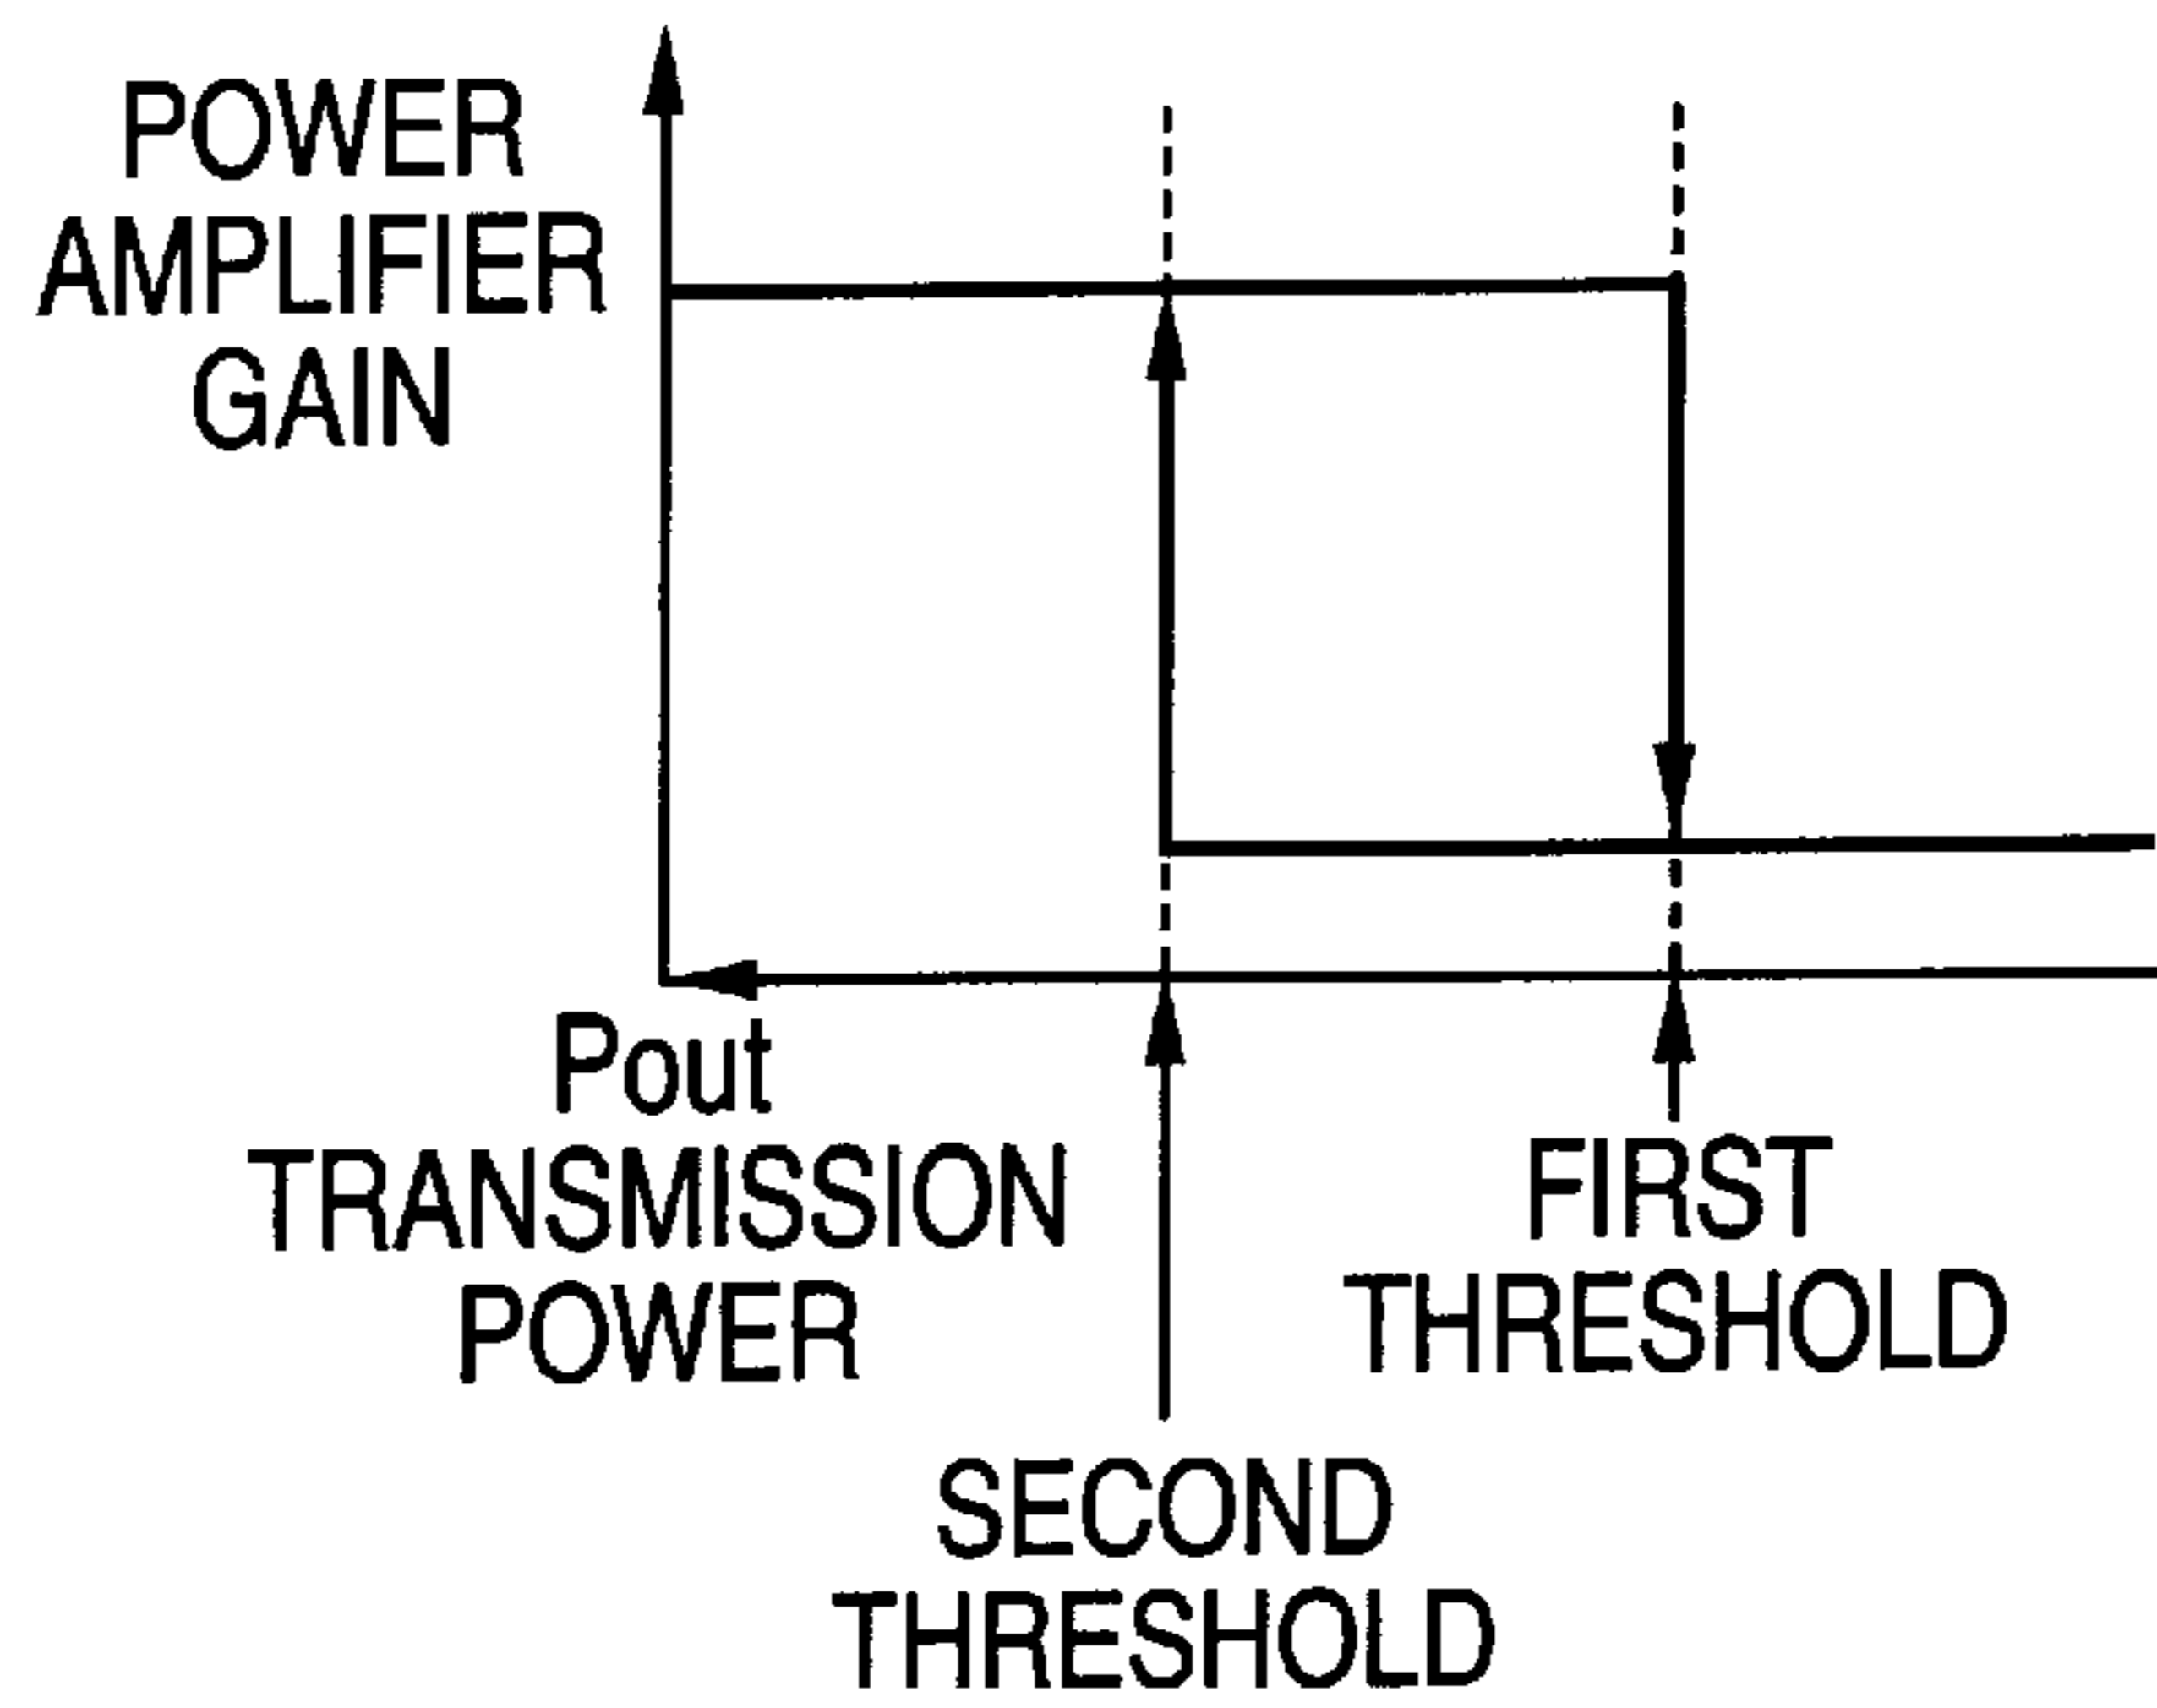 POWER
AMPLIFIER
GAIN
Pout
TRANSMISSION
POWER
FIRST
THRESHOLD
SECOND
THRESHOLD